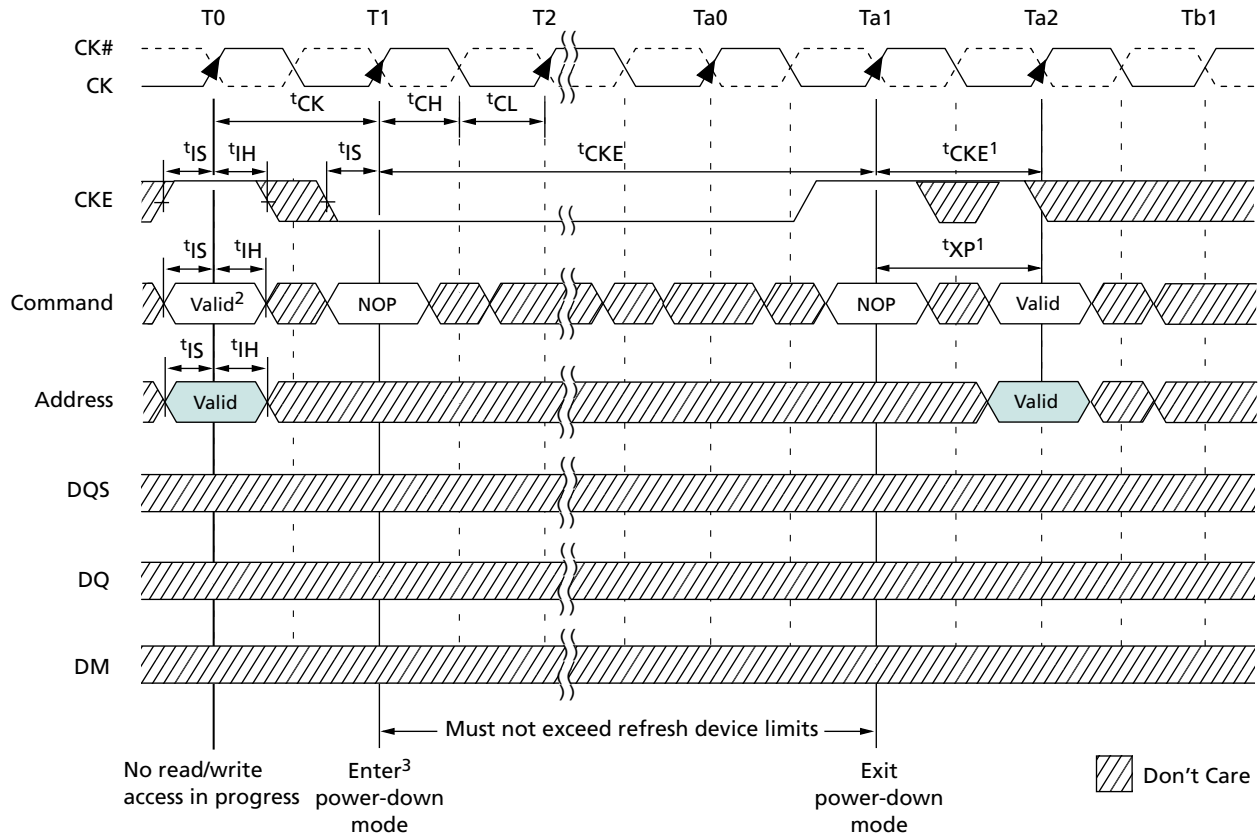 T0 T1 T2 Ta0 Ta1 Ta2 Tb1
CK#
CK
tCK tCH tCL
tIS tIH tIS tCKE tCKE1
CKE
tIS tIH tXP1
Command Valid2 NOP NOP Valid
tIS tIH
Address Valid Valid
DQS
DQ
DM
Must not exceed refresh device limits
No read/write
access in progress
Enter3
power-down
mode
Exit
power-down
mode
Don't Care